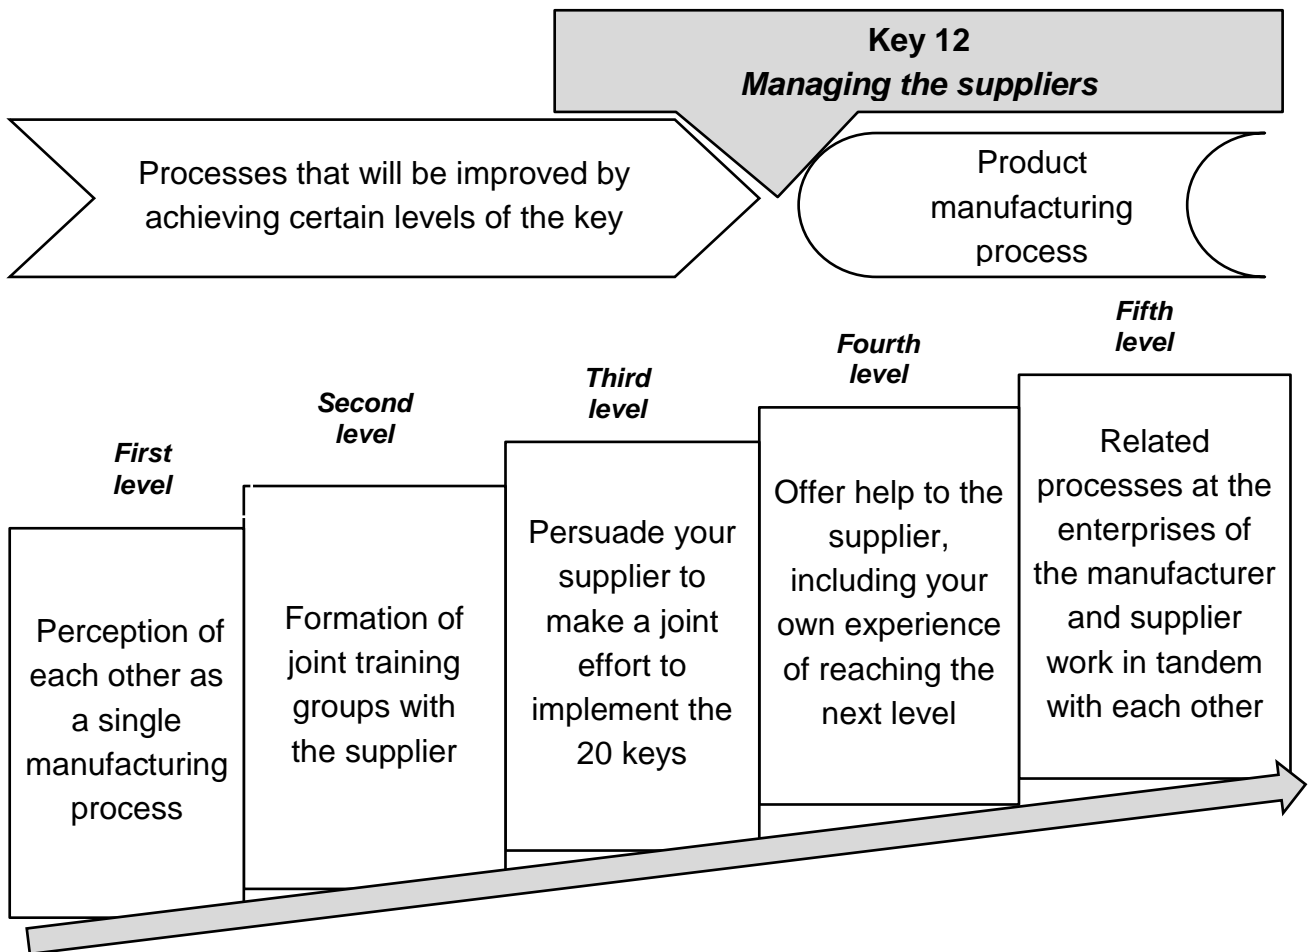 Key 12
Managing the suppliers
Processes that will be improved by
achieving certain levels of the key
Product
manufacturing
process
First
level
Second
level
Third
level
Fourth
level
Fifth
level
Perception of
each other as
a single
manufacturing
process
Formation of
joint training
groups with
the supplier
Persuade your
supplier to
make a joint
effort to
implement the
20 keys
Offer help to the
supplier,
including your
own experience
of reaching the
next level
Related
processes at the
enterprises of
the manufacturer
and supplier
work in tandem
with each other